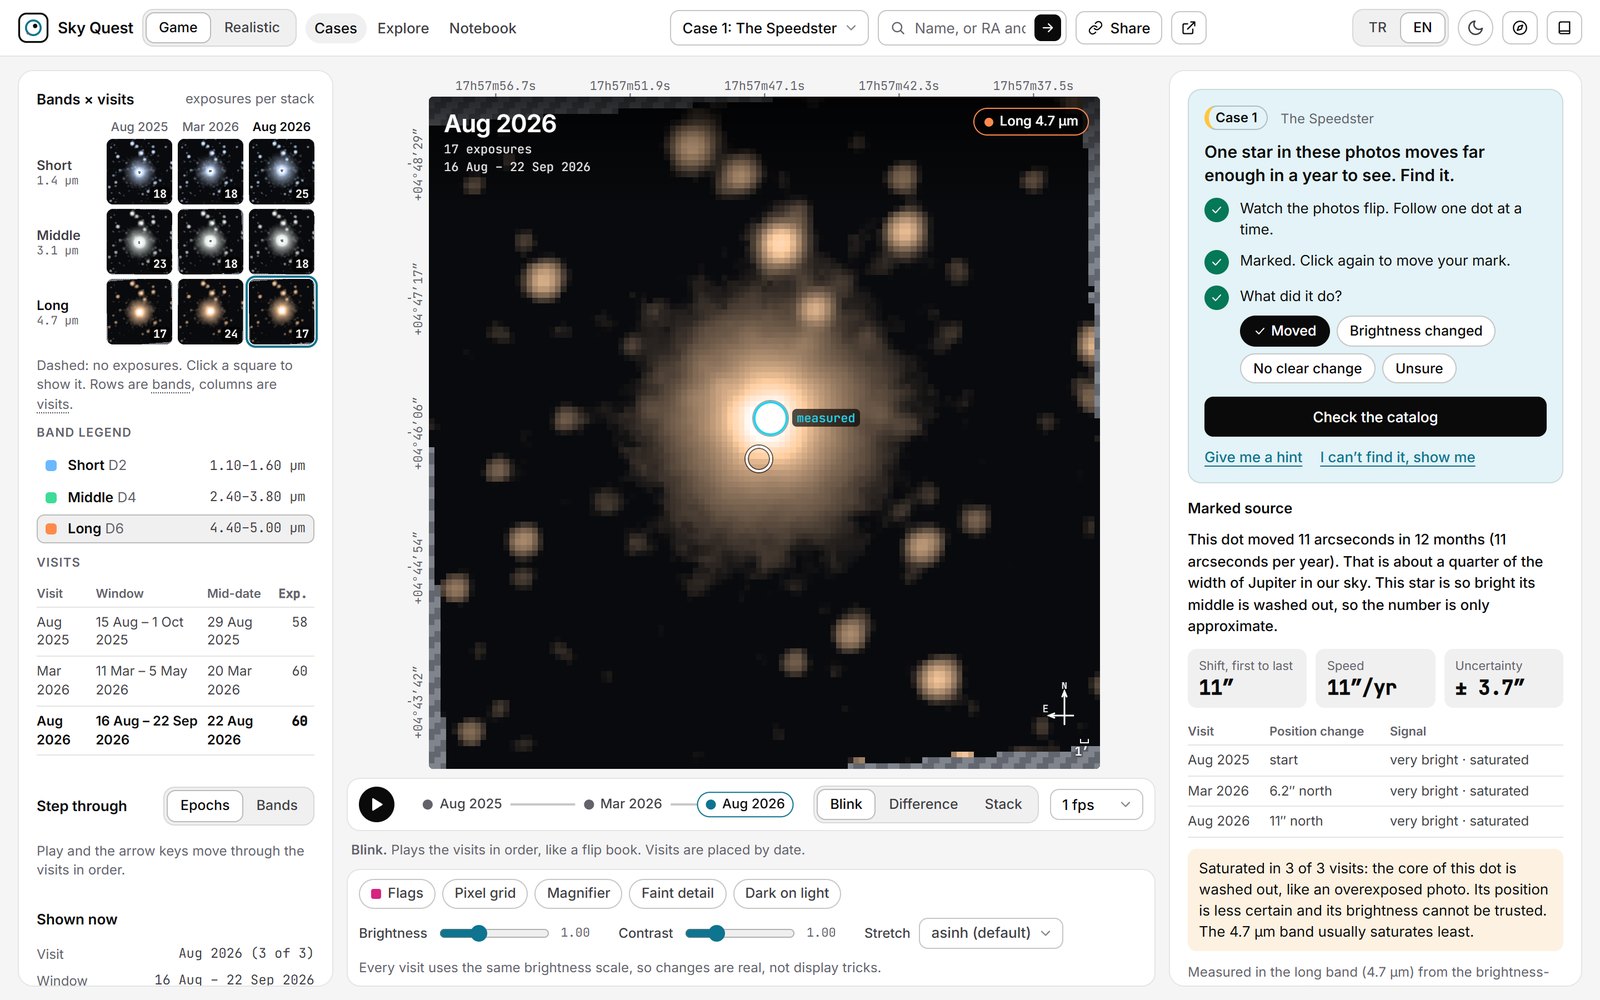 Sky Quest
Game
Realistic
Cases
Explore
Notebook
Case 1: The Speedster
Name, or RA and
Share
TR
EN
Bands × visits
exposures per stack
Aug 2025
Mar 2026
Aug 2026
Short
1.4 µm
18
18
25
Middle
3.1 µm
23
18
18
Long
4.7 µm
17
24
17
Dashed: no exposures. Click a square to
show it. Rows are bands, columns are
visits.
BAND LEGEND
Short D2
1.10–1.60 µm
Middle D4
2.40–3.80 µm
Long D6
4.40–5.00 µm
VISITS
Visit Window Mid-date Exp.
Aug 2025 15 Aug – 1 Oct 2025 29 Aug 2025 58
Mar 2026 11 Mar – 5 May 2026 20 Mar 2026 60
Aug 2026 16 Aug – 22 Sep 2026 22 Aug 2026 60
Step through
Epochs
Bands
Play and the arrow keys move through the
visits in order.
Shown now
Visit Aug 2026 (3 of 3)
Window 16 Aug – 22 Sep 2026
17h57m56.7s
17h57m51.9s
17h57m47.1s
17h57m42.3s
17h57m37.5s
+04°48′29″
+04°47′17″
+04°46′06″
+04°44′54″
+04°43′42″
Aug 2026
17 exposures
16 Aug – 22 Sep 2026
Long 4.7 µm
measured
N
E
1′
Aug 2025
Mar 2026
Aug 2026
Blink
Difference
Stack
1 fps
Blink. Plays the visits in order, like a flip book. Visits are placed by date.
Flags
Pixel grid
Magnifier
Faint detail
Dark on light
Brightness
1.00
Contrast
1.00
Stretch
asinh (default)
Every visit uses the same brightness scale, so changes are real, not display tricks.
Case 1
The Speedster
One star in these photos moves far
enough in a year to see. Find it.
Watch the photos flip. Follow one dot at a
time.
Marked. Click again to move your mark.
What did it do?
Moved
Brightness changed
No clear change
Unsure
Check the catalog
Give me a hint
I can’t find it, show me
Marked source
This dot moved 11 arcseconds in 12 months (11
arcseconds per year). That is about a quarter of the
width of Jupiter in our sky. This star is so bright its
middle is washed out, so the number is only
approximate.
Shift, first to last
11″
Speed
11″/yr
Uncertainty
± 3.7″
Visit Position change Signal
Aug 2025 start very bright · saturated
Mar 2026 6.2″ north very bright · saturated
Aug 2026 11″ north very bright · saturated
Saturated in 3 of 3 visits: the core of this dot is
washed out, like an overexposed photo. Its position
is less certain and its brightness cannot be trusted.
The 4.7 µm band usually saturates least.
Measured in the long band (4.7 µm) from the brightness-